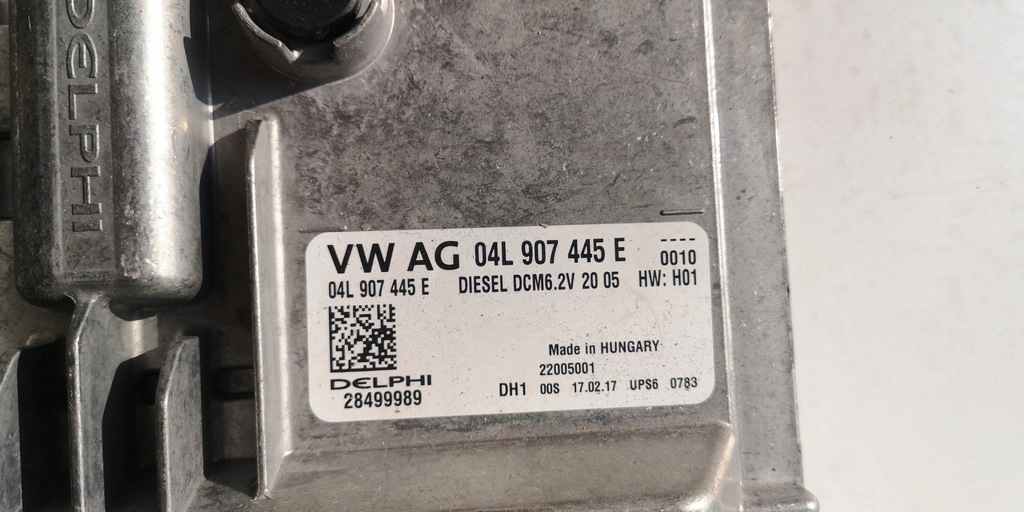 DELPHI
VW AG 04L 907 445 E ----
0010
04L 907 445 E DIESEL DCM6.2V 20 05 HW: H01
Made in HUNGARY
22005001
DELPHI
DH1 00S 17.02.17 UPS6 0783
28499989